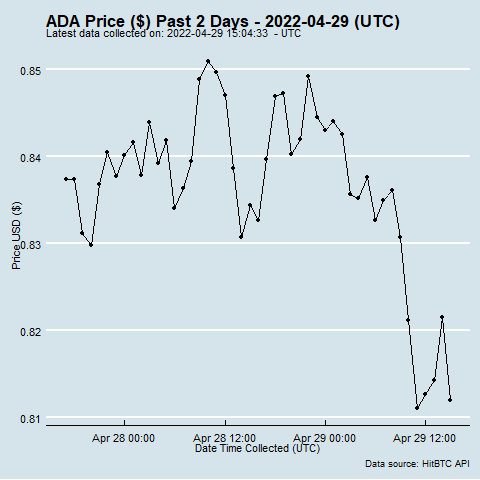 ADA Price ($) Past 2 Days - 2022-04-29 (UTC)
Latest data collected on: 2022-04-29 15:04:33 - UTC
0.85
0.84
0.83
0.82
0.81
Price USD ($)
Apr 28 00:00
Apr 28 12:00
Apr 29 00:00
Apr 29 12:00
Date Time Collected (UTC)
Data source: HitBTC API